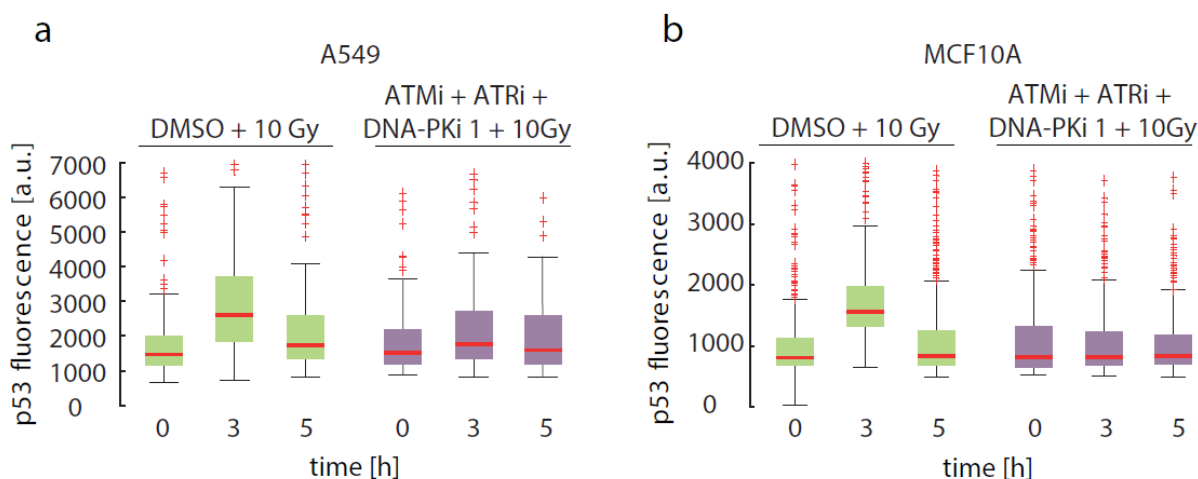 a
A549
DMSO + 10 Gy
ATMi + ATRi +
DNA-PKi 1 + 10Gy
p53 fluorescence [a.u.]
7000
6000
5000
4000
3000
2000
1000
0
0 3 5 0 3 5
time [h]
b
MCF10A
DMSO + 10 Gy
ATMi + ATRi +
DNA-PKi 1 + 10Gy
p53 fluorescence [a.u.]
4000
3000
2000
1000
0
0 3 5 0 3 5
time [h]